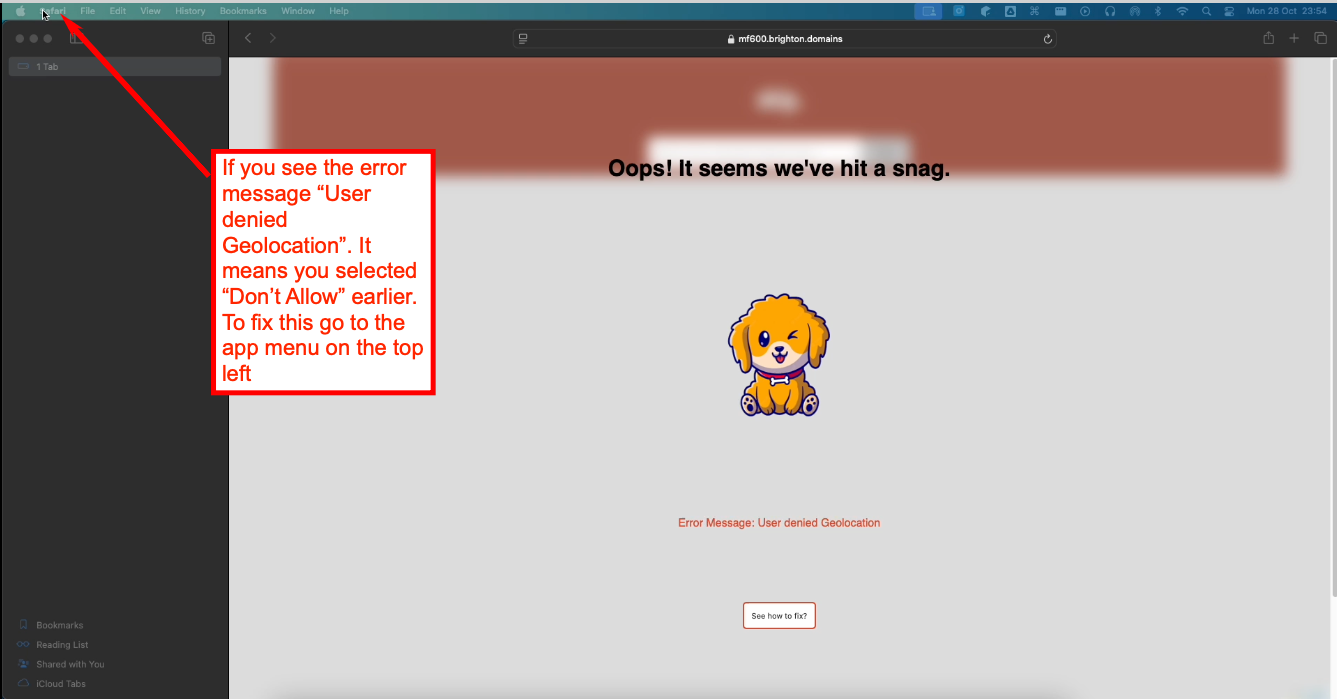 Safari File Edit View History Bookmarks Window Help
Mon 28 Oct 23:54
mf600.brighton.domains
1 Tab
Oops! It seems we've hit a snag.
If you see the error
message “User
denied
Geolocation”. It
means you selected
“Don’t Allow” earlier.
To fix this go to the
app menu on the top
left
Error Message: User denied Geolocation
See how to fix?
Bookmarks
Reading List
Shared with You
iCloud Tabs